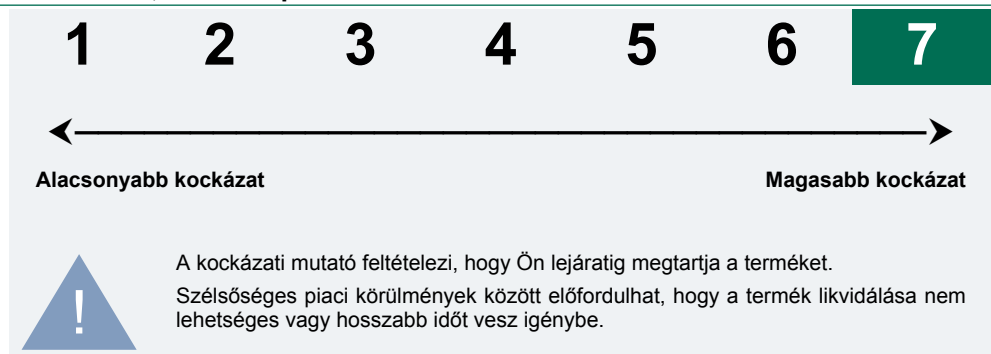 1 2 3 4 5 6 7
Alacsonyabb kockázat Magasabb kockázat
A kockázati mutató feltételezi, hogy Ön lejáratig megtartja a terméket.
Szélsőséges piaci körülmények között előfordulhat, hogy a termék likvidálása nem
lehetséges vagy hosszabb időt vesz igénybe.
!